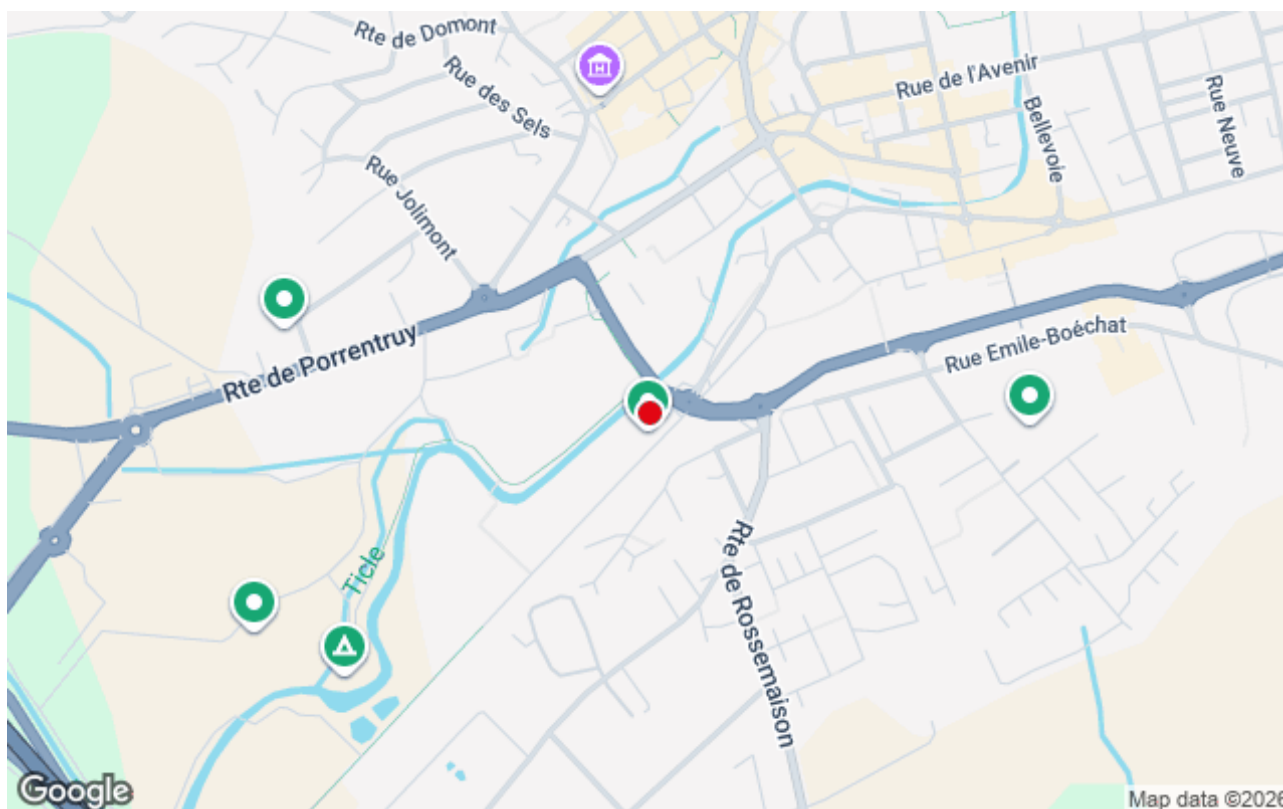 Rte de Domont
Rue des Sels
Rue de l'Avenir
Bellevoie
Rue Neuve
Rue Jolimont
Rte de Porrentruy
Rue Emile-Boéchat
Ticle
Rte de Rossemaison
Google
Map data ©2026